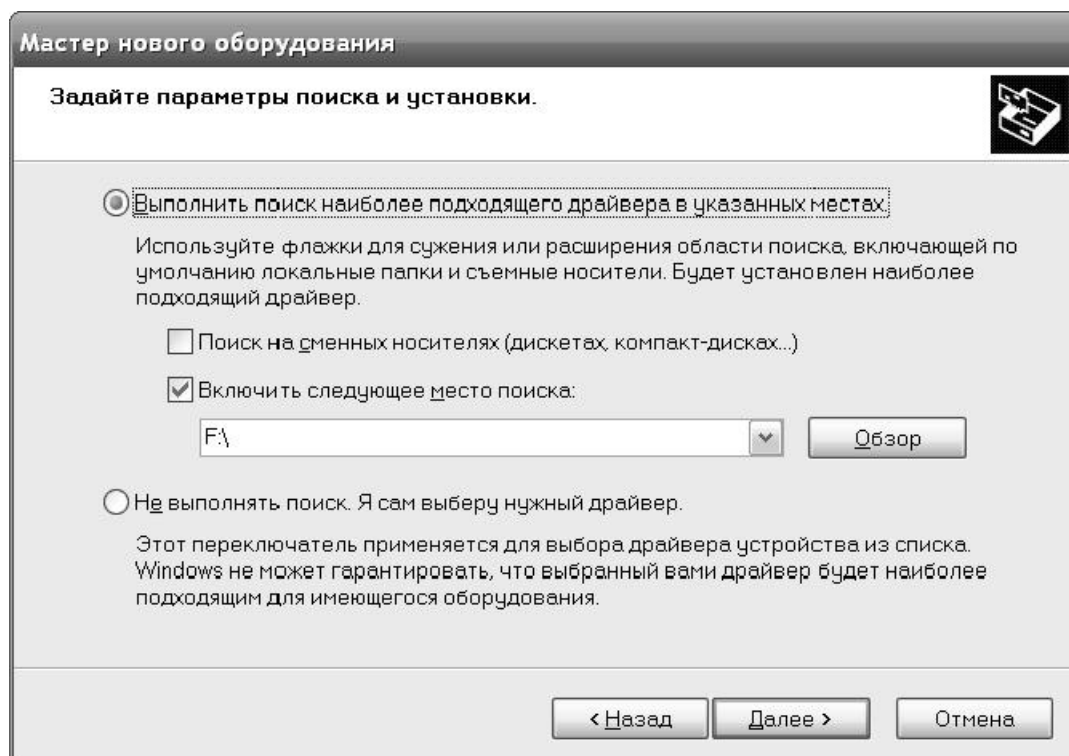 Мастер нового оборудования
Задайте параметры поиска и установки.
Выполнить поиск наиболее подходящего драйвера в указанных местах.
Используйте флажки для сужения или расширения области поиска, включающей по
умолчанию локальные папки и съемные носители. Будет установлен наиболее
подходящий драйвер.
Поиск на сменных носителях (дискетах, компакт-дисках...)
Включить следующее место поиска:
F:\
Обзор
Не выполнять поиск. Я сам выберу нужный драйвер.
Этот переключатель применяется для выбора драйвера устройства из списка.
Windows не может гарантировать, что выбранный вами драйвер будет наиболее
подходящим для имеющегося оборудования.
< Назад Далее > Отмена